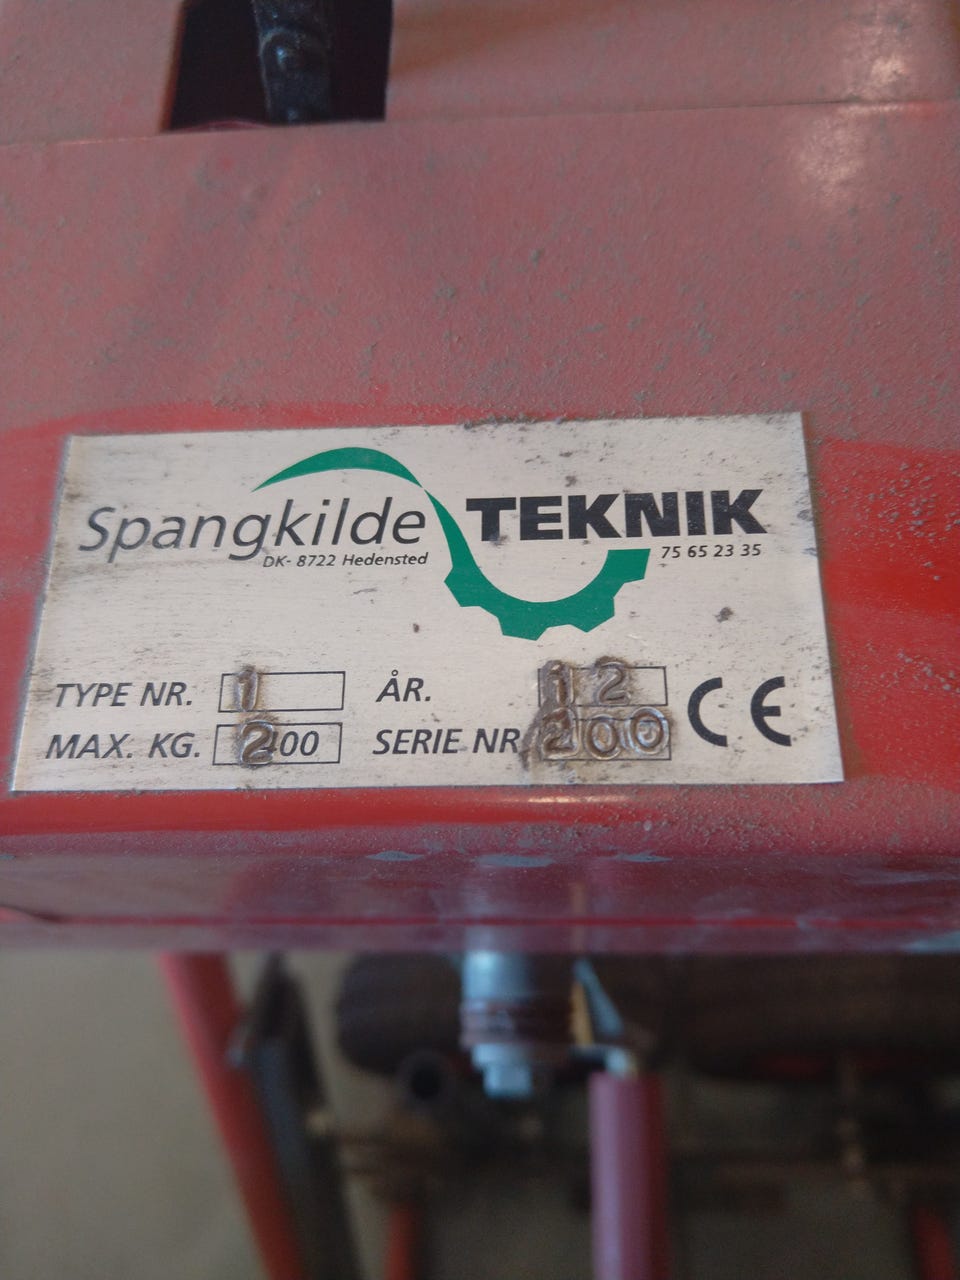 Spangkilde TEKNIK
DK- 8722 Hedensted 75 65 23 35
TYPE NR. 1 ÅR. 12
MAX. KG. 200 SERIE NR 200
CE